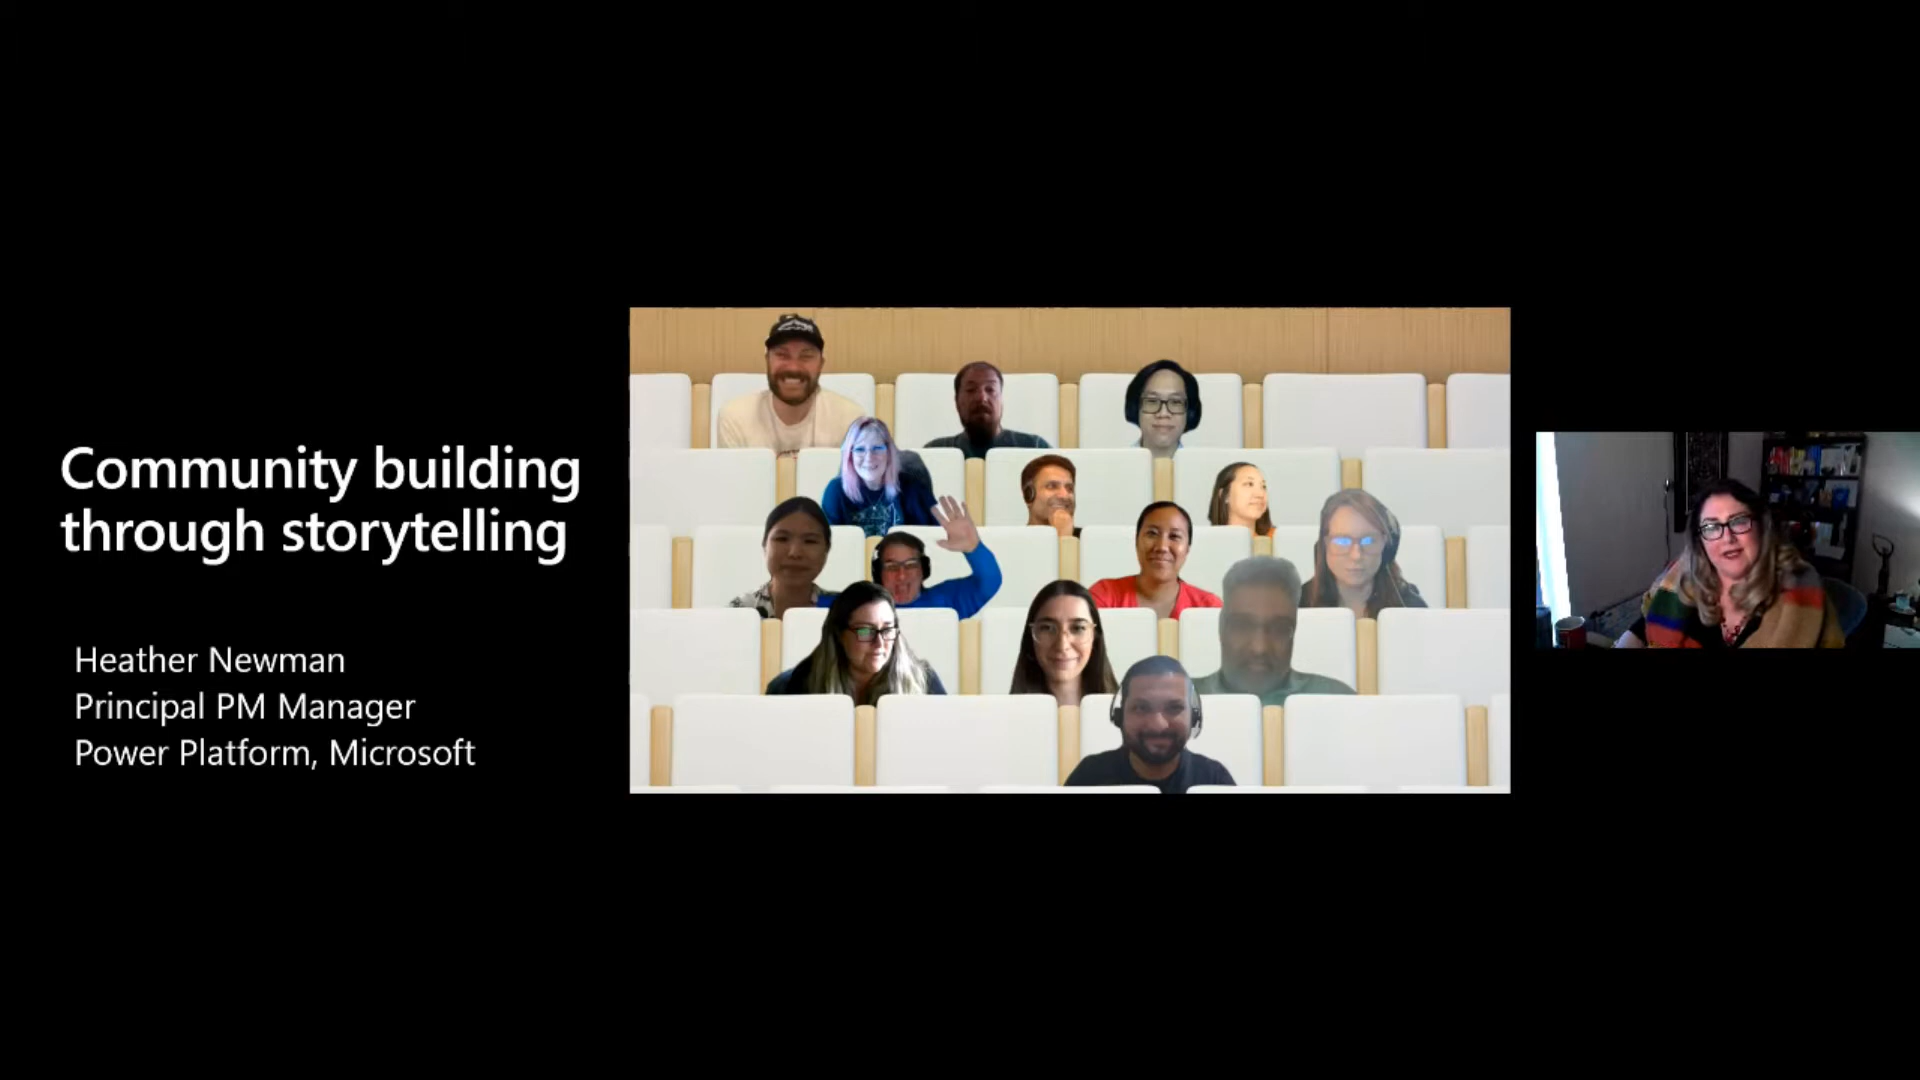 Community building
through storytelling
Heather Newman
Principal PM Manager
Power Platform, Microsoft